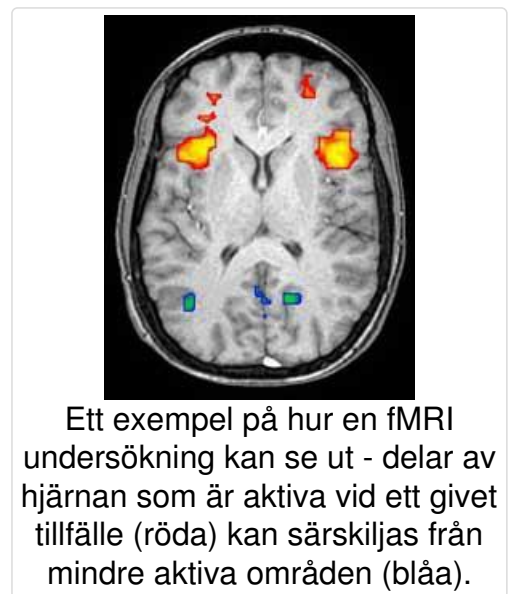 Ett exempel på hur en fMRI
undersökning kan se ut - delar av
hjärnan som är aktiva vid ett givet
tillfälle (röda) kan särskiljas från
mindre aktiva områden (blåa).